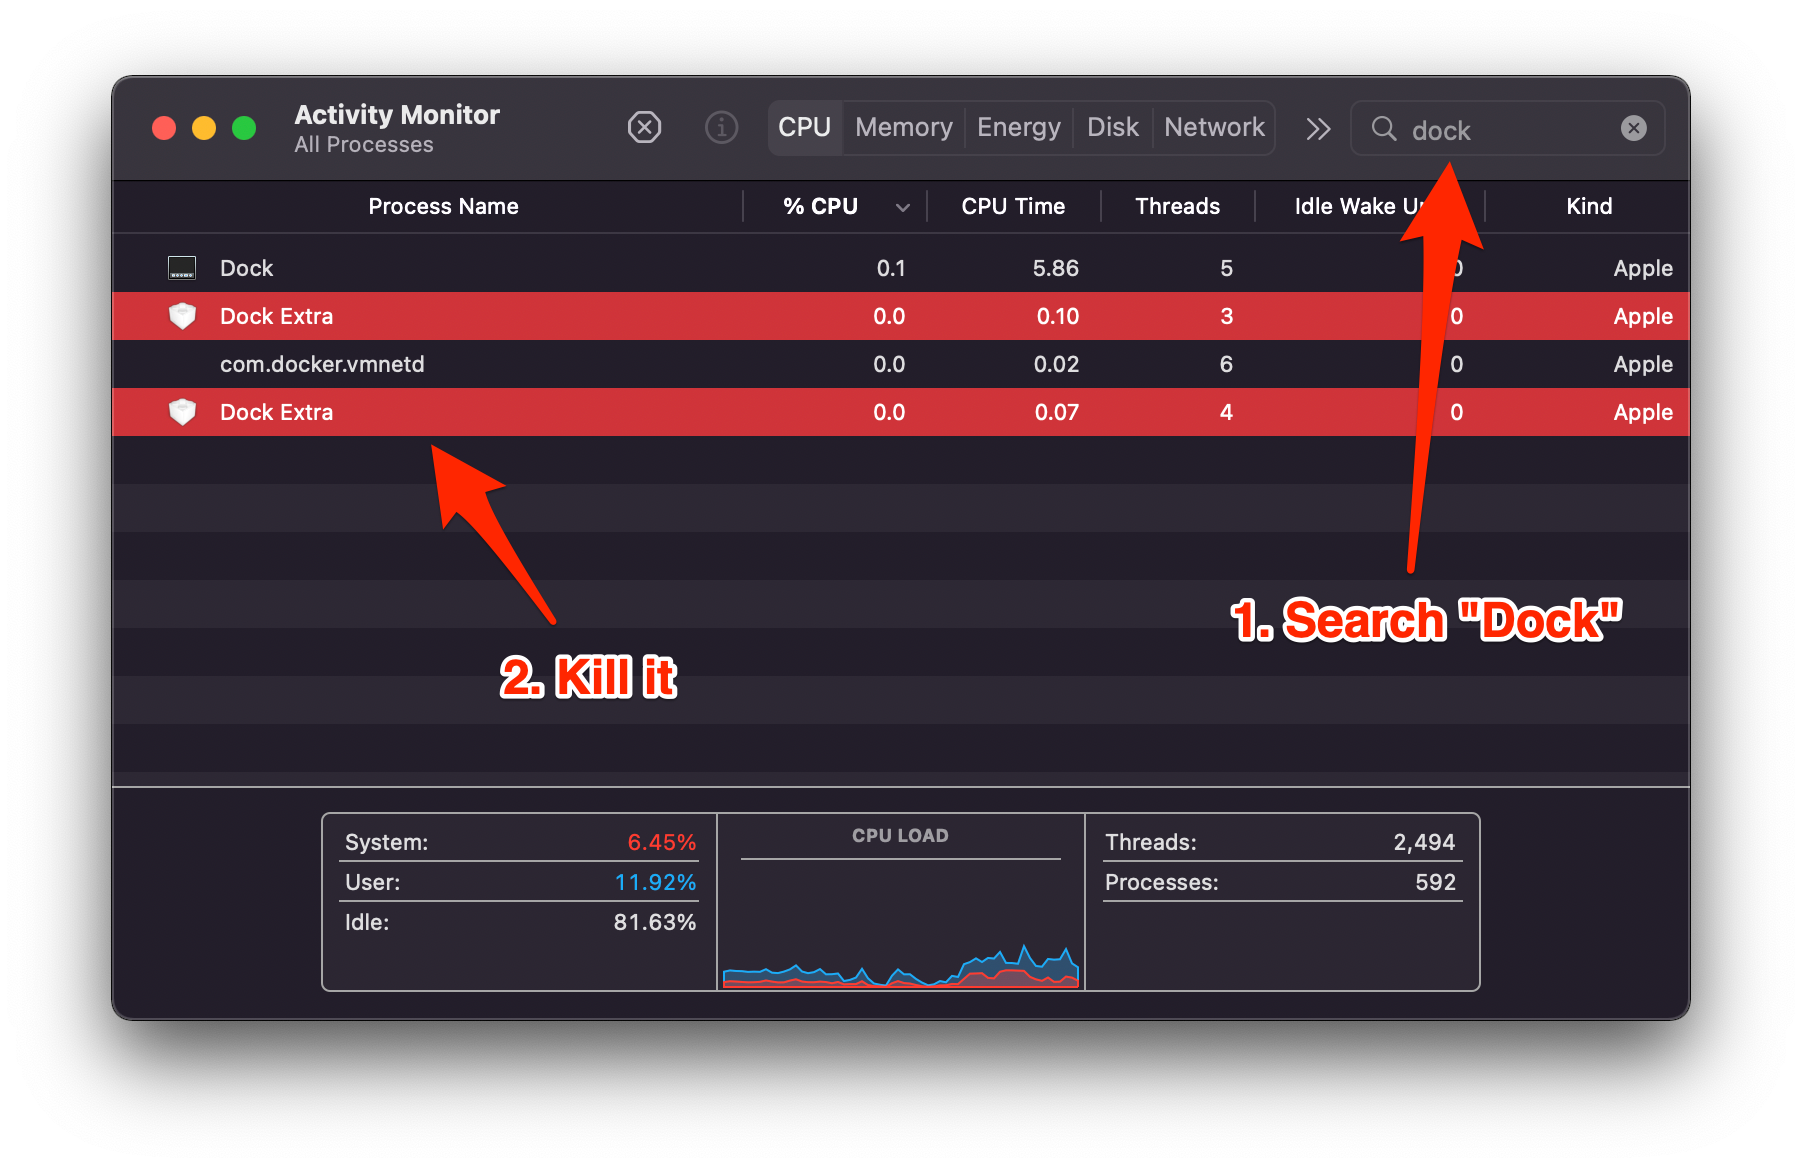 Activity Monitor
All Processes
CPU Memory Energy Disk Network
dock
Process Name % CPU CPU Time Threads Idle Wake Kind
Dock 0.1 5.86 5 0 Apple
Dock Extra 0.0 0.10 3 0 Apple
com.docker.vmnetd 0.0 0.02 6 0 Apple
Dock Extra 0.0 0.07 4 0 Apple
1. Search "Dock"
2. Kill it
System: 6.45%
User: 11.92%
Idle: 81.63%
CPU LOAD
Threads: 2,494
Processes: 592